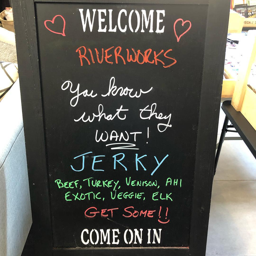 WELCOME
RIVERWORKS
You know
what they
WANT!
JERKY
BEEF, TURKEY, VENISON, AHI
EXOTIC, VEGGIE, ELK
GET SOME!!
COME ON IN